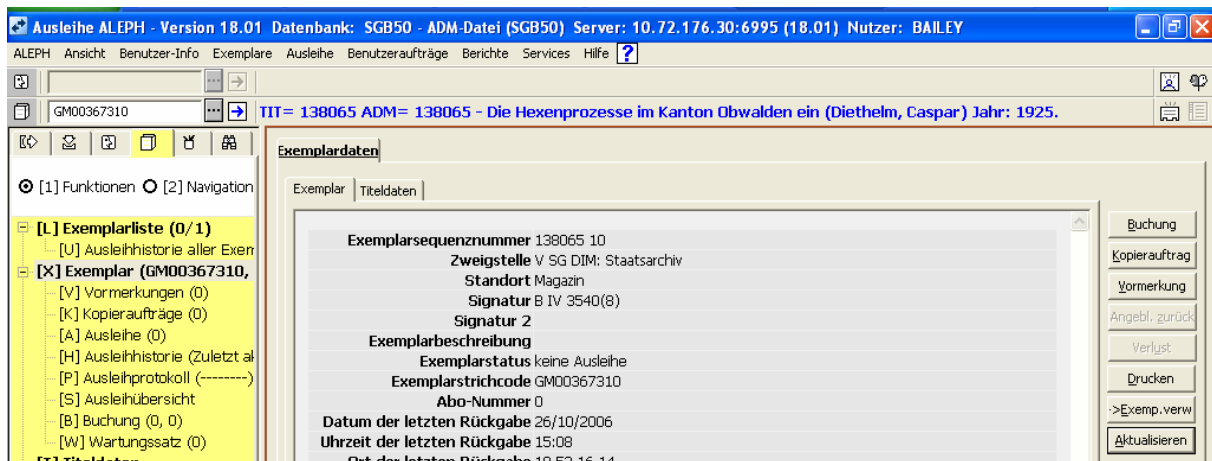 Ausleihe ALEPH - Version 18.01 Datenbank: SGB50 - ADM-Datei (SGB50) Server: 10.72.176.30:6995 (18.01) Nutzer: BAILEY
ALEPH Ansicht Benutzer-Info Exemplare Ausleihe Benutzeraufträge Berichte Services Hilfe ?
GM00367310 TIT= 138065 ADM= 138065 - Die Hexenprozesse im Kanton Obwalden ein (Diethelm, Caspar) Jahr: 1925.
Exemplardaten
[1] Funktionen [2] Navigation
Exemplar Titeldaten
[L] Exemplarliste (0/1)
[U] Ausleihhistorie aller Exem
[X] Exemplar (GM00367310,
[V] Vormerkungen (0)
[K] Kopieraufträge (0)
[A] Ausleihe (0)
[H] Ausleihhistorie (Zuletzt ak
[P] Ausleihprotokoll (--------)
[S] Ausleihübersicht
[B] Buchung (0, 0)
[W] Wartungssatz (0)
[T] Titeldaten
Exemplarsequenznummer 138065 10
Zweigstelle V SG DIM: Staatsarchiv
Standort Magazin
Signatur B IV 3540(8)
Signatur 2
Exemplarbeschreibung
Exemplarstatus keine Ausleihe
Exemplarstrichcode GM00367310
Abo-Nummer 0
Datum der letzten Rückgabe 26/10/2006
Uhrzeit der letzten Rückgabe 15:08
Ort der letzten Rückgabe
Buchung
Kopierauftrag
Vormerkung
Angebl. zurück
Verlust
Drucken
->Exemp.verw
Aktualisieren